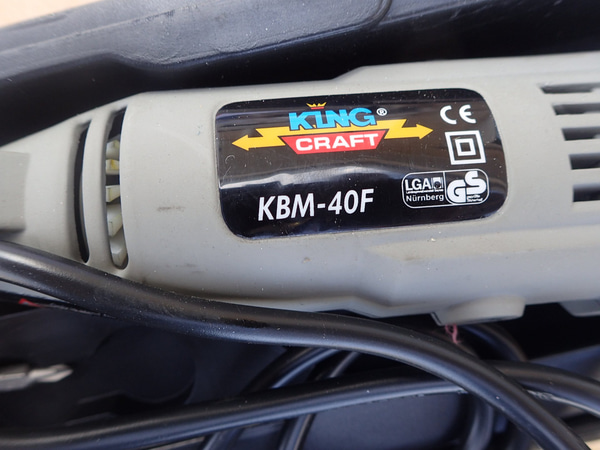 KING®
CRAFT
KBM-40F
CE
LGA
Nürnberg
GS